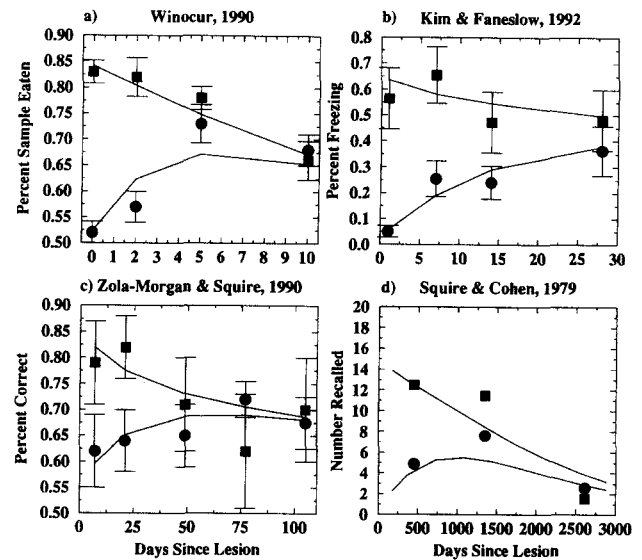 a) Winocur, 1990
Percent Sample Eaten
0.90
0.85
0.80
0.75
0.70
0.65
0.60
0.55
0.50
0 1 2 3 4 5 6 7 8 9 10
b) Kim & Faneslow, 1992
Percent Freezing
0.8
0.7
0.6
0.5
0.4
0.3
0.2
0.1
0.0
0 5 10 15 20 25 30
c) Zola-Morgan & Squire, 1990
Percent Correct
0.90
0.85
0.80
0.75
0.70
0.65
0.60
0.55
0.50
0 25 50 75 100
Days Since Lesion
d) Squire & Cohen, 1979
Number Recalled
20
18
16
14
12
10
8
6
4
2
0
0 500 1000 1500 2000 2500 3000
Days Since Lesion